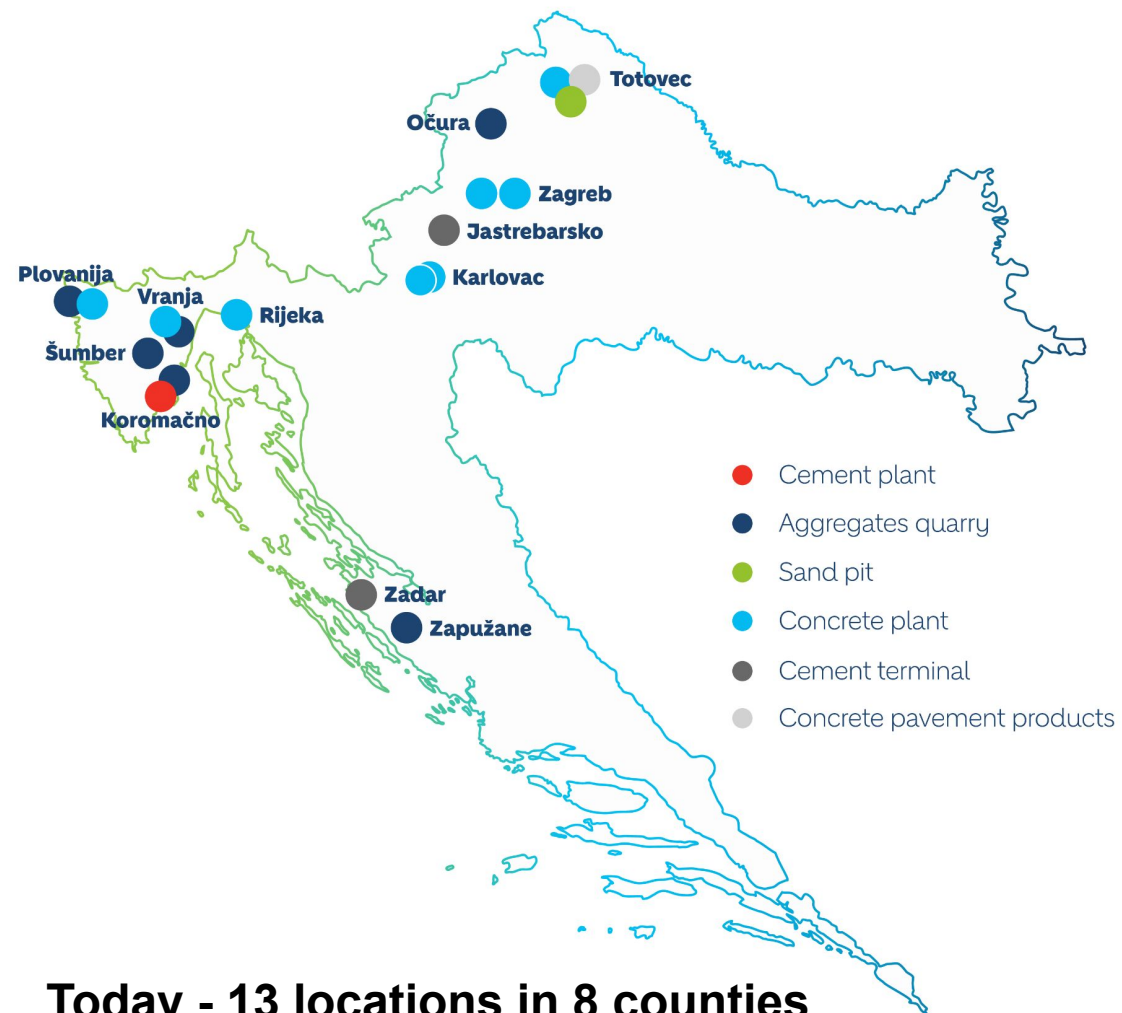 Totovec
Očura
Zagreb
Jastrebarsko
Karlovac
Plovanija
Vranja
Rijeka
Šumber
Koromačno
Cement plant
Aggregates quarry
Sand pit
Concrete plant
Cement terminal
Concrete pavement products
Zadar
Zapužane
Today - 13 locations in 8 counties